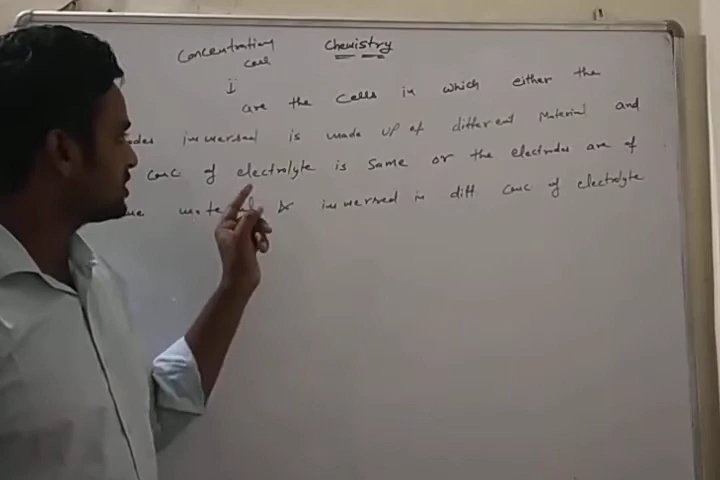 Concentration Chemistry
cell
are the cells in which either the
immersed is made up of different Material and
conc of electrolyte is same or the electrodes are of
& immersed in diff. conc of electrolyte